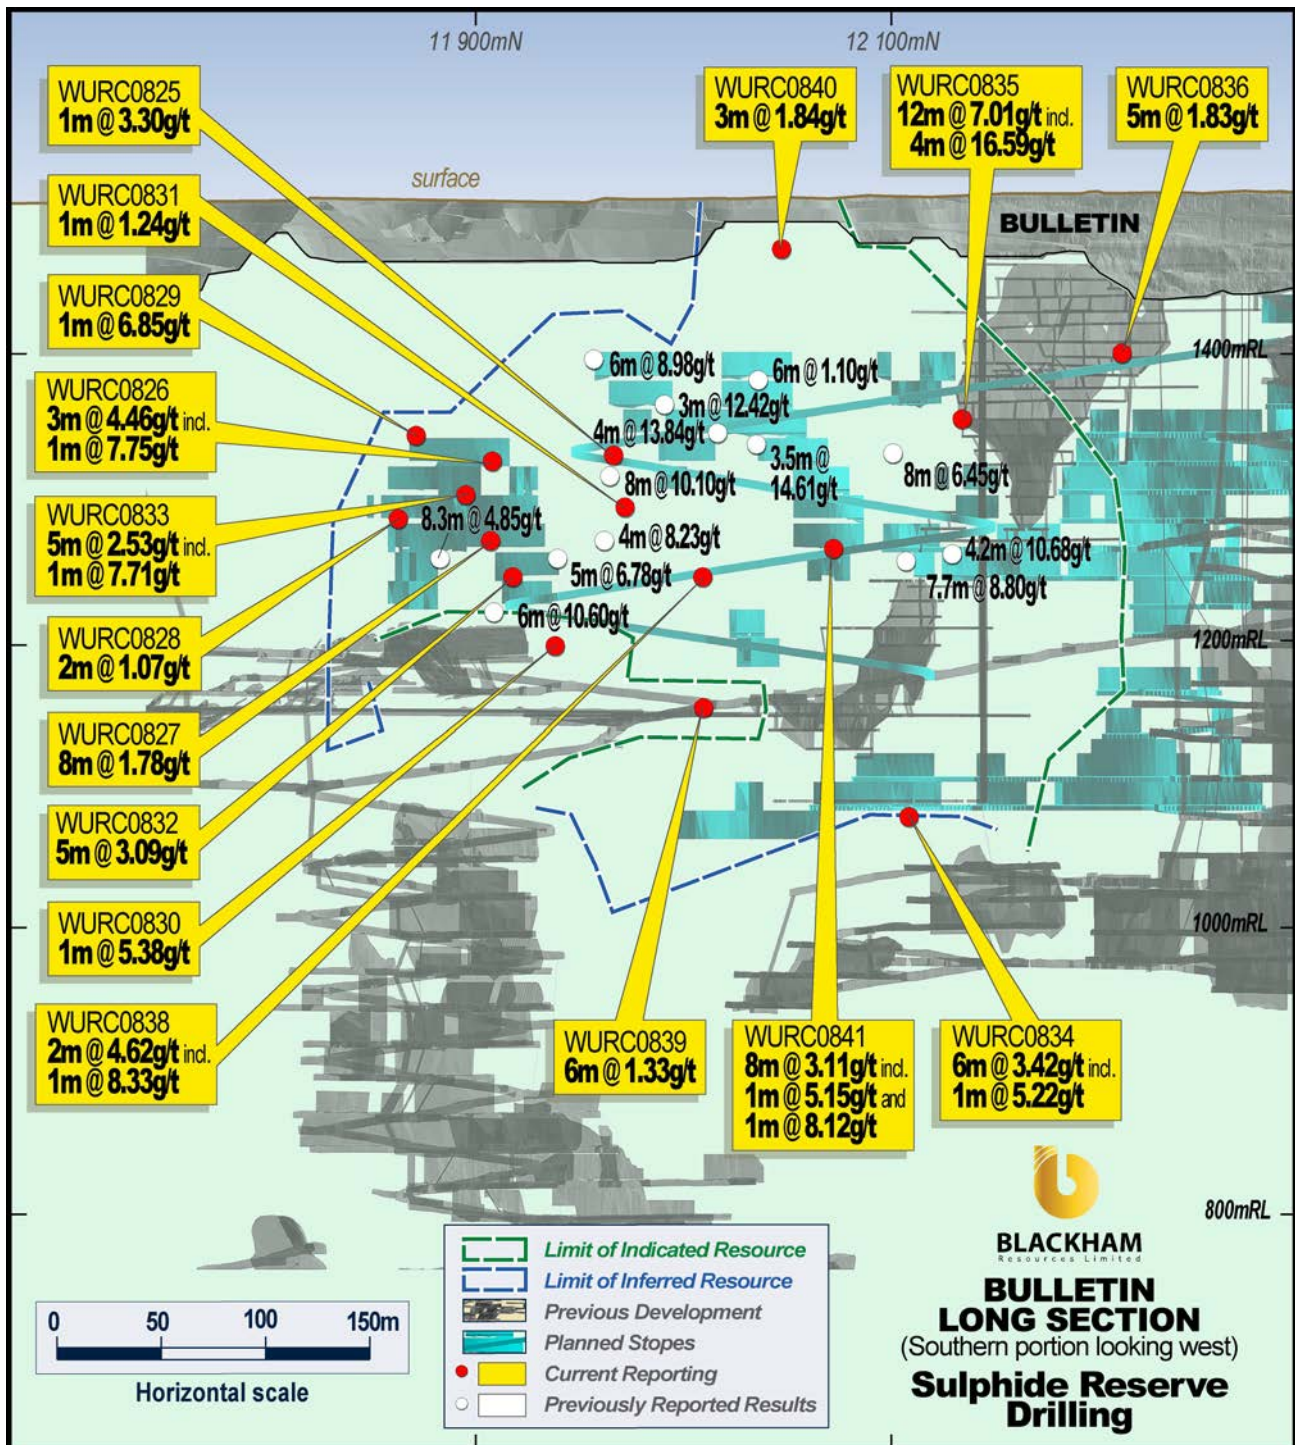 11 900mN
12 100mN
WURC0825
1m @ 3.30g/t
WURC0840
3m @ 1.84g/t
WURC0835
12m @ 7.01g/t incl.
4m @ 16.59g/t
WURC0836
5m @ 1.83g/t
surface
WURC0831
1m @ 1.24g/t
BULLETIN
WURC0829
1m @ 6.85g/t
1400mRL
6m @ 8.98g/t
6m @ 1.10g/t
WURC0826
3m @ 4.46g/t incl.
1m @ 7.75g/t
3m @ 12.42g/t
4m @ 13.84g/t
3.5m @
14.61g/t
8m @ 6.45g/t
8m @ 10.10g/t
WURC0833
5m @ 2.53g/t incl.
1m @ 7.71g/t
8.3m @ 4.85g/t
4m @ 8.23g/t
4.2m @ 10.68g/t
5m @ 6.78g/t
7.7m @ 8.80g/t
6m @ 10.60g/t
WURC0828
2m @ 1.07g/t
1200mRL
WURC0827
8m @ 1.78g/t
WURC0832
5m @ 3.09g/t
WURC0830
1m @ 5.38g/t
1000mRL
WURC0838
2m @ 4.62g/t incl.
1m @ 8.33g/t
WURC0839
6m @ 1.33g/t
WURC0841
8m @ 3.11g/t incl.
1m @ 5.15g/t and
1m @ 8.12g/t
WURC0834
6m @ 3.42g/t incl.
1m @ 5.22g/t
800mRL
BLACKHAM
Resources Limited
BULLETIN
LONG SECTION
(Southern portion looking west)
Sulphide Reserve
Drilling
Limit of Indicated Resource
Limit of Inferred Resource
Previous Development
Planned Stopes
Current Reporting
Previously Reported Results
0 50 100 150m
Horizontal scale